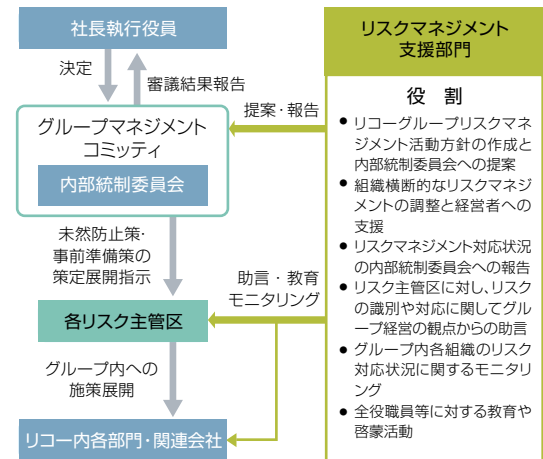 社長執行役員
決定
審議結果報告
グループマネジメント
コミッティ
内部統制委員会
未然防止策・
事前準備策の
策定展開指示
各リスク主管区
グループ内への
施策展開
リコー内各部門・関連会社
提案・報告
助言・教育
モニタリング
リスクマネジメント
支援部門
役 割
● リコーグループリスクマネ
ジメント活動方針の作成と
内部統制委員会への提案
● 組織横断的なリスクマネジ
メントの調整と経営者への
支援
● リスクマネジメント対応状況
の内部統制委員会への報告
● リスク主管区に対し、リスク
の識別や対応に関してグル
ープ経営の観点からの助言
● グループ内各組織のリスク
対応状況に関するモニタリ
ング
● 全役職員等に対する教育や
啓蒙活動